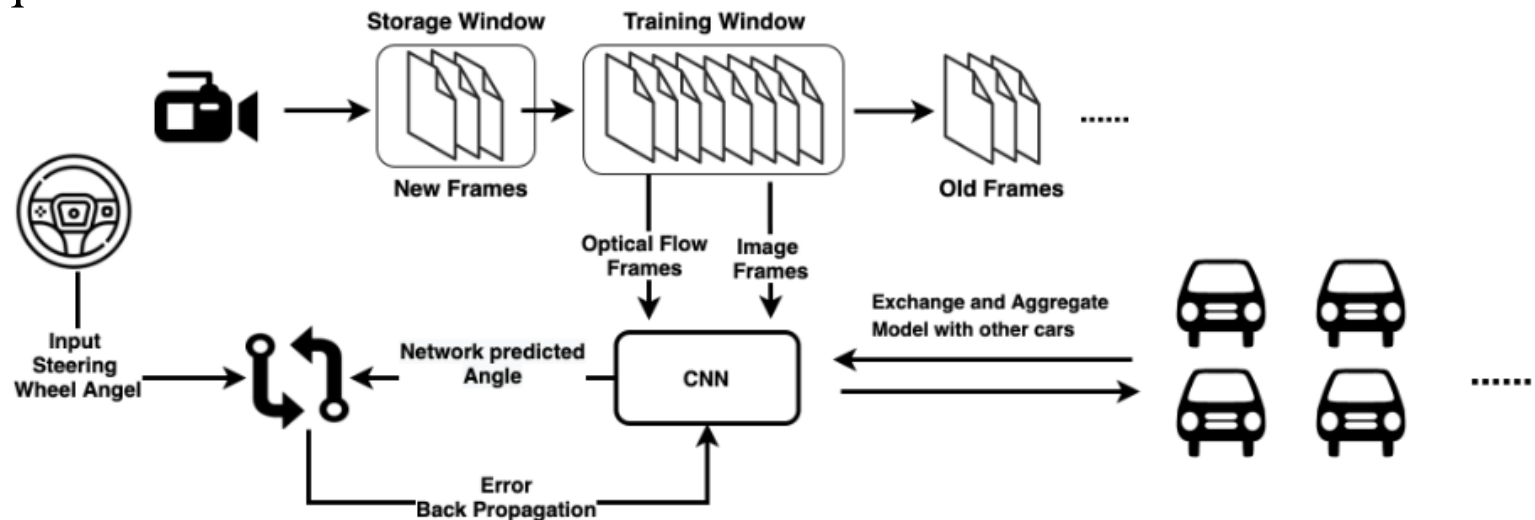 Storage Window
Training Window
New Frames
Old Frames
......
Optical Flow
Frames
Image
Frames
Exchange and Aggregate
Model with other cars
Input
Steering
Wheel Angel
Network predicted
Angle
CNN
......
Error
Back Propagation